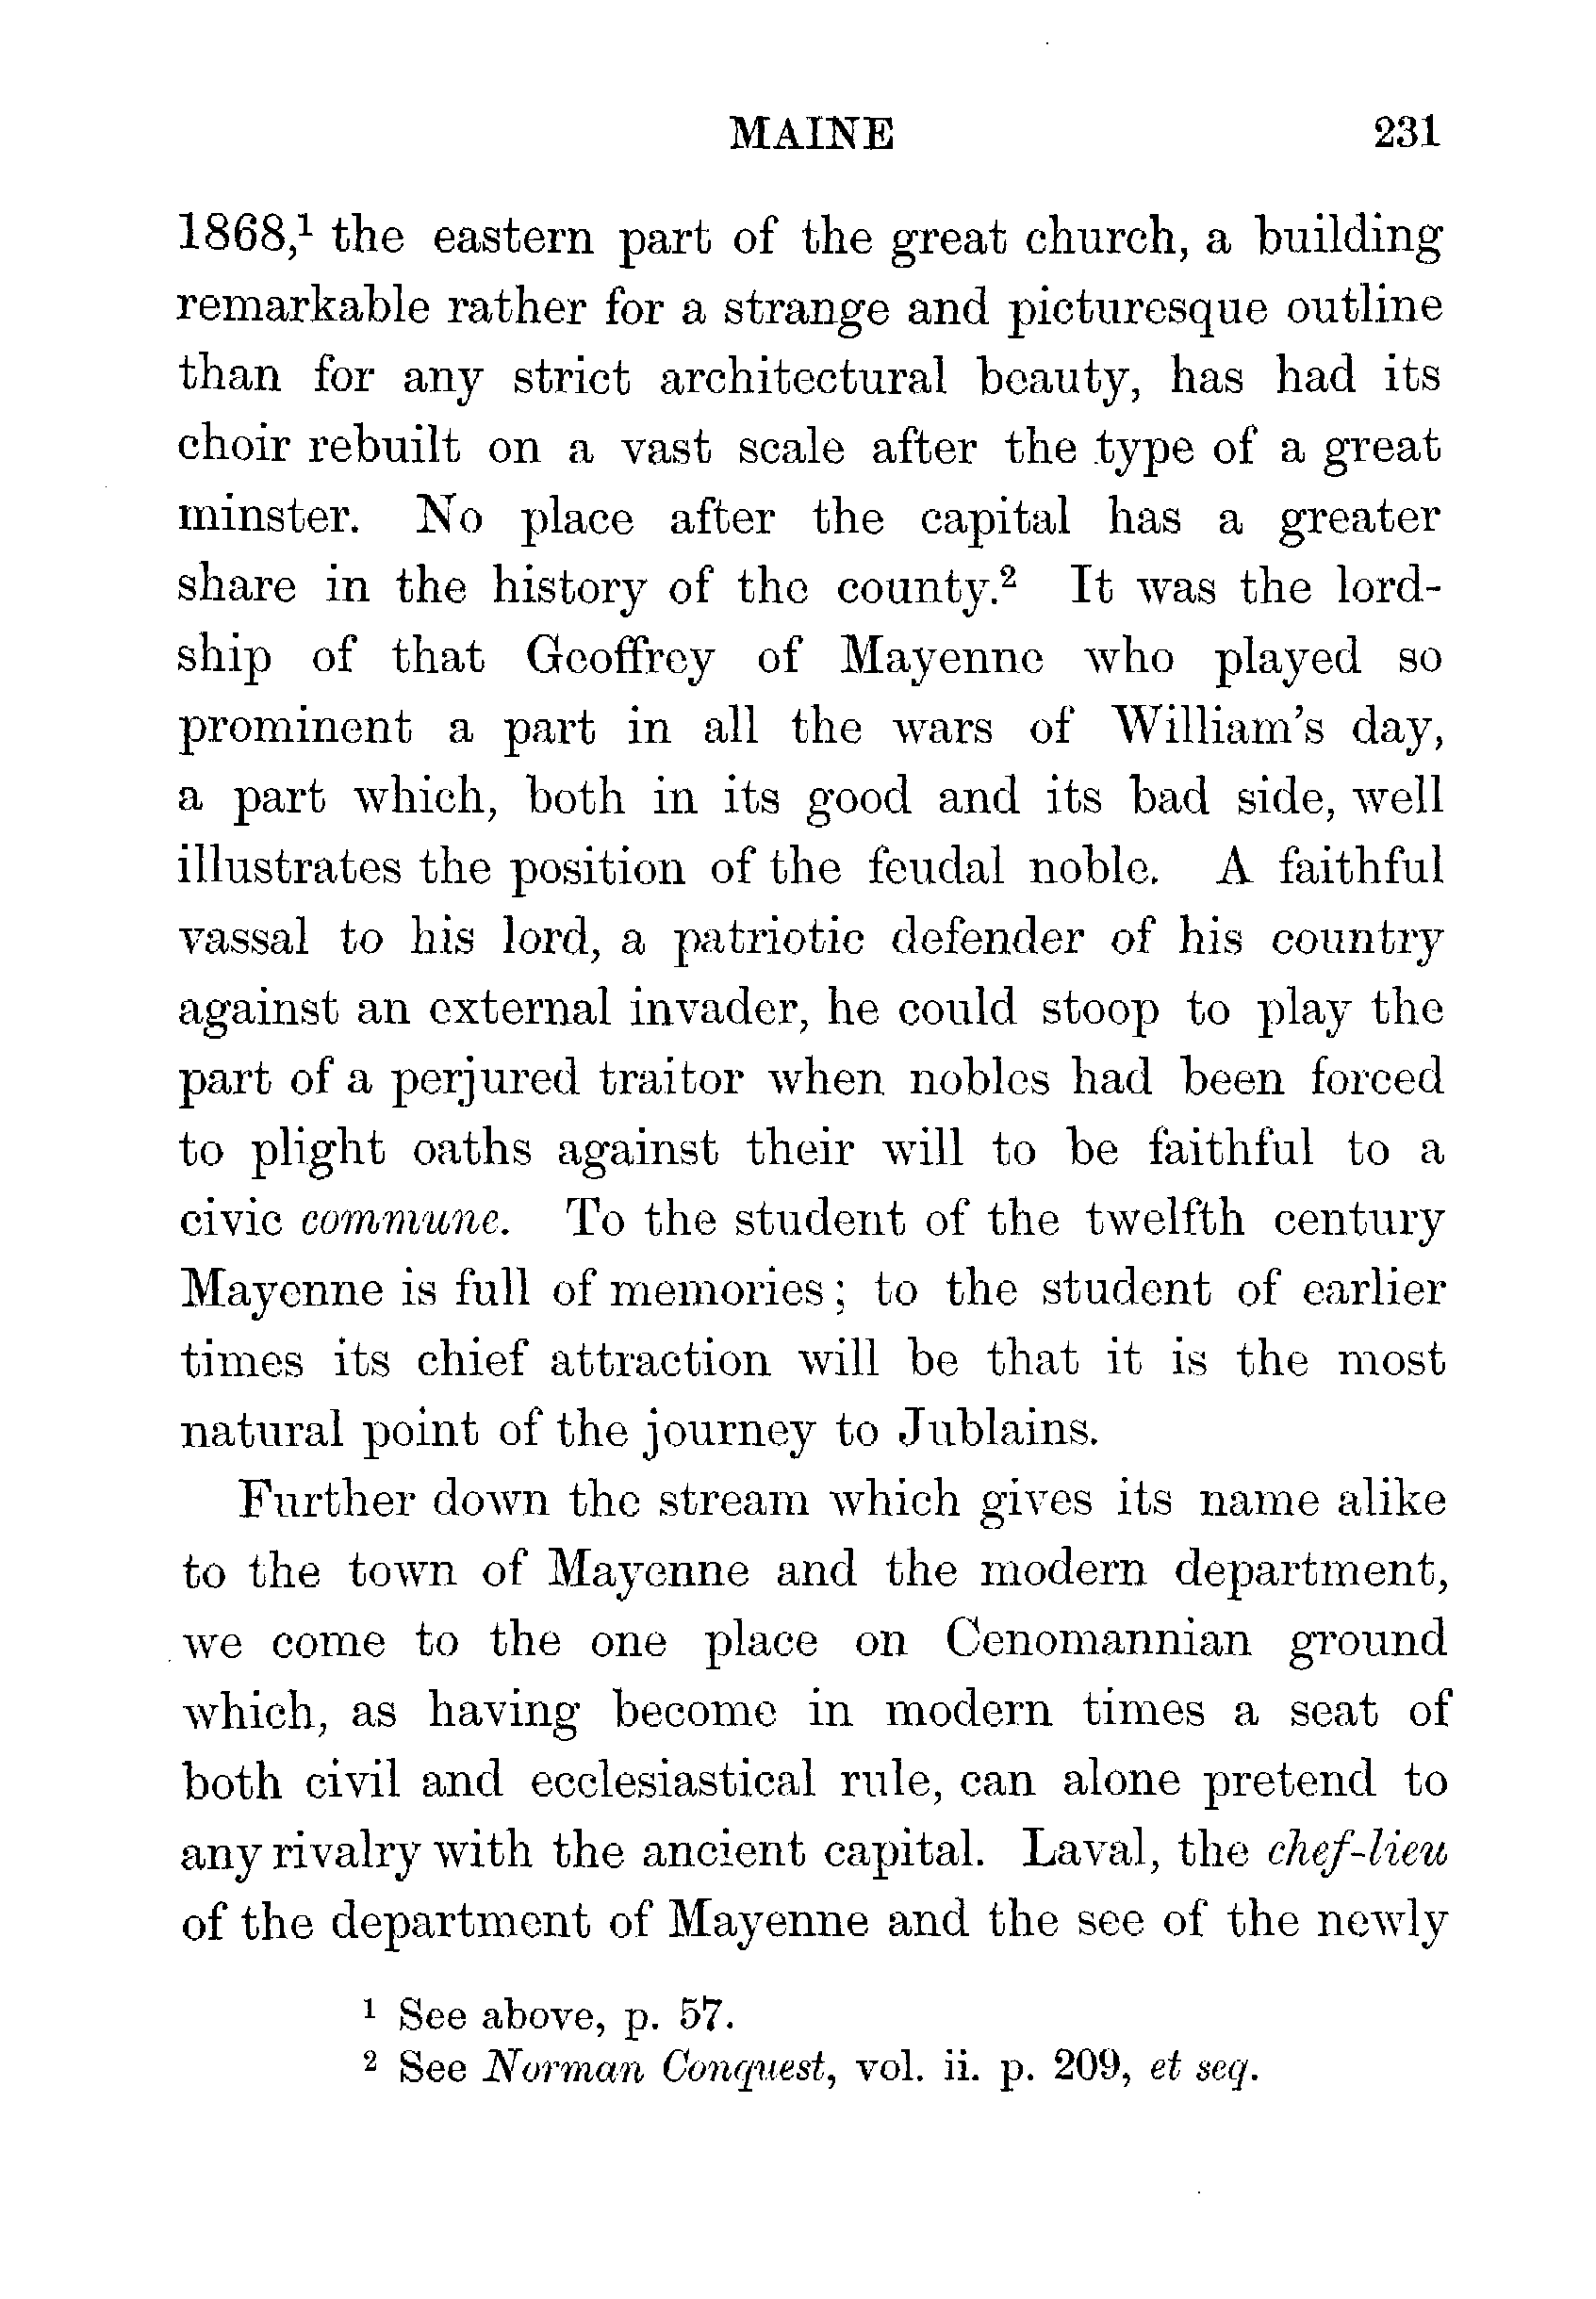 MAINE 231
1868,¹ the eastern part of the great church, a building
remarkable rather for a strange and picturesque outline
than for any strict architectural beauty, has had its
choir rebuilt on a vast scale after the type of a great
minster. No place after the capital has a greater
share in the history of the county.² It was the lord-
ship of that Geoffrey of Mayenne who played so
prominent a part in all the wars of William's day,
a part which, both in its good and its bad side, well
illustrates the position of the feudal noble. A faithful
vassal to his lord, a patriotic defender of his country
against an external invader, he could stoop to play the
part of a perjured traitor when nobles had been forced
to plight oaths against their will to be faithful to a
civic commune. To the student of the twelfth century
Mayenne is full of memories; to the student of earlier
times its chief attraction will be that it is the most
natural point of the journey to Jublains.
Further down the stream which gives its name alike
to the town of Mayenne and the modern department,
we come to the one place on Cenomannian ground
which, as having become in modern times a seat of
both civil and ecclesiastical rule, can alone pretend to
any rivalry with the ancient capital. Laval, the chef-lieu
of the department of Mayenne and the see of the newly
¹ See above, p. 57.
² See Norman Conquest, vol. ii. p. 209, et seq.